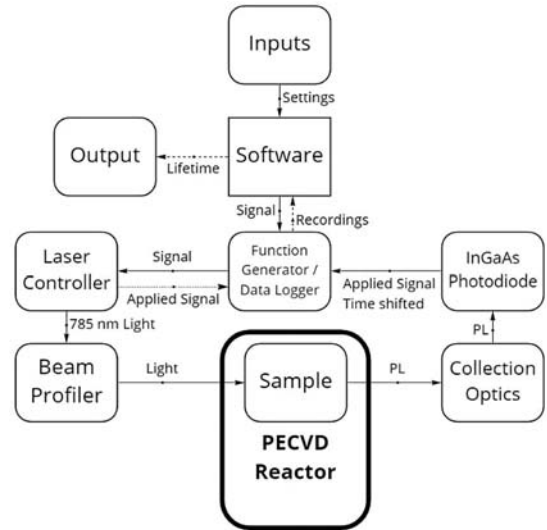 Inputs
Settings
Output
Lifetime
Software
Signal
Recordings
Laser
Controller
Signal
Applied Signal
Function
Generator /
Data Logger
Applied Signal
Time shifted
InGaAs
Photodiode
785 nm Light
PL
Beam
Profiler
Light
Sample
PL
Collection
Optics
PECVD
Reactor